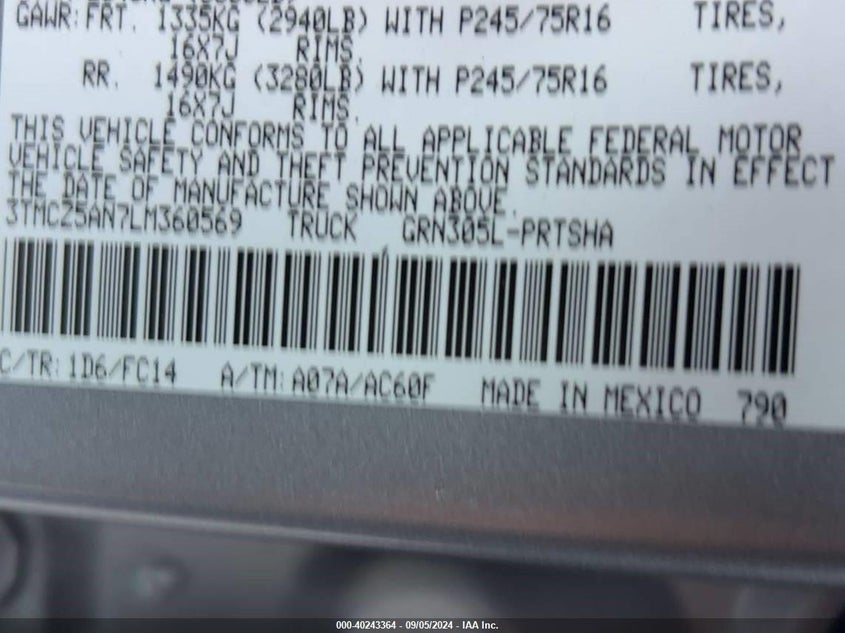 GAWR: FRT. 1335KG (2940LB) WITH P245/75R16 TIRES,
16X7J RIMS,
RR. 1490KG (3280LB) WITH P245/75R16 TIRES,
16X7J RIMS.
THIS VEHICLE CONFORMS TO ALL APPLICABLE FEDERAL MOTOR
VEHICLE SAFETY AND THEFT PREVENTION STANDARDS IN EFFECT
THE DATE OF MANUFACTURE SHOWN ABOVE.
3TMCZ5AN7LM360569 TRUCK GRN305L-PRTSHA
C/TR: 1D6/FC14 A/TM: A07A/AC60F MADE IN MEXICO 790
000-40243364 - 09/05/2024 - IAA Inc.